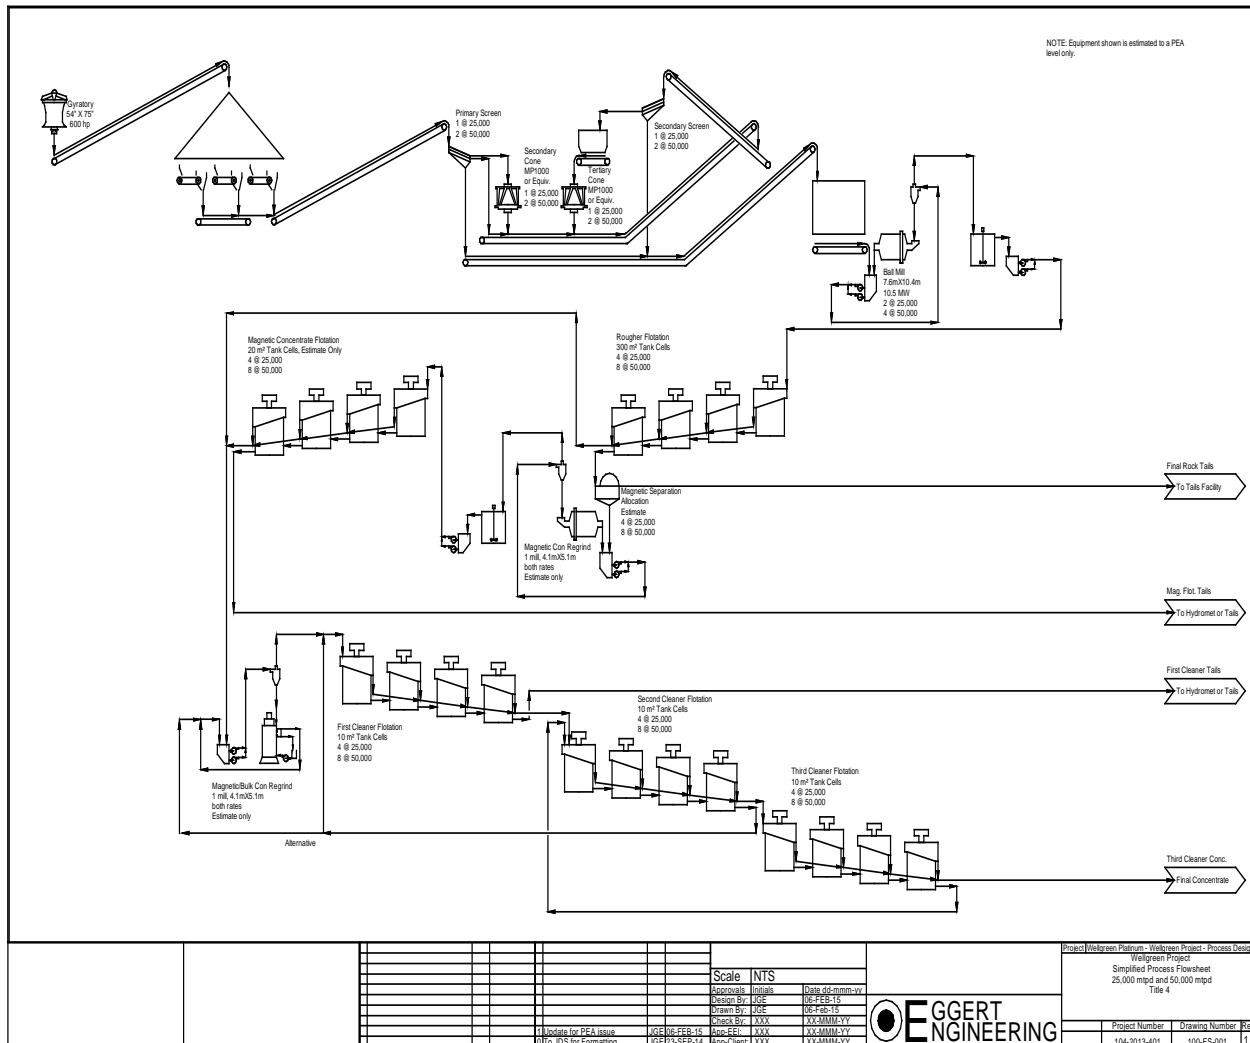 NOTE: Equipment shown is estimated to a PEA
level only.
Gyratory
54" X 75"
600 hp
Primary Screen
1 @ 25,000
2 @ 50,000
Secondary
Cone
MP1000
or Equiv.
1 @ 25,000
2 @ 50,000
Tertiary
Cone
MP1000
or Equiv.
1 @ 25,000
2 @ 50,000
Secondary Screen
1 @ 25,000
2 @ 50,000
Ball Mill
7.6mX10.4m
10.5 MW
2 @ 25,000
4 @ 50,000
Magnetic Concentrate Flotation
20 m² Tank Cells, Estimate Only
4 @ 25,000
8 @ 50,000
Rougher Flotation
300 m² Tank Cells
4 @ 25,000
8 @ 50,000
Magnetic Separation
Allocation
Estimate
4 @ 25,000
8 @ 50,000
Magnetic Con Regrind
1 mill, 4.1mX5.1m
both rates
Estimate only
Final Rock Tails
To Tails Facility
Mag. Flot. Tails
To Hydromet or Tails
First Cleaner Tails
To Hydromet or Tails
First Cleaner Flotation
10 m² Tank Cells
4 @ 25,000
8 @ 50,000
Second Cleaner Flotation
10 m² Tank Cells
4 @ 25,000
8 @ 50,000
Third Cleaner Flotation
10 m² Tank Cells
4 @ 25,000
8 @ 50,000
Magnetic/Bulk Con Regrind
1 mill, 4.1mX5.1m
both rates
Estimate only
Alternative
Third Cleaner Conc.
Final Concentrate
Scale NTS
Approvals Initials Date dd-mmm-yy
Design By: JGE 06-FEB-15
Drawn By: JGE 06-Feb-15
Check By: XXX XX-MMM-YY
1 Update for PEA issue JGE 06-FEB-15 App-EEI: XXX XX-MMM-YY
0 To JDS for Formatting JGE 23-SEP-14 App-Client: XXX XX-MMM-YY
EGGERT
ENGINEERING
Project Wellgreen Platinum - Wellgreen Project - Process Desig
Wellgreen Project
Simplified Process Flowsheet
25,000 mtpd and 50,000 mtpd
Title 4
Project Number Drawing Number Re
104-2013-401 100-FS-001 1